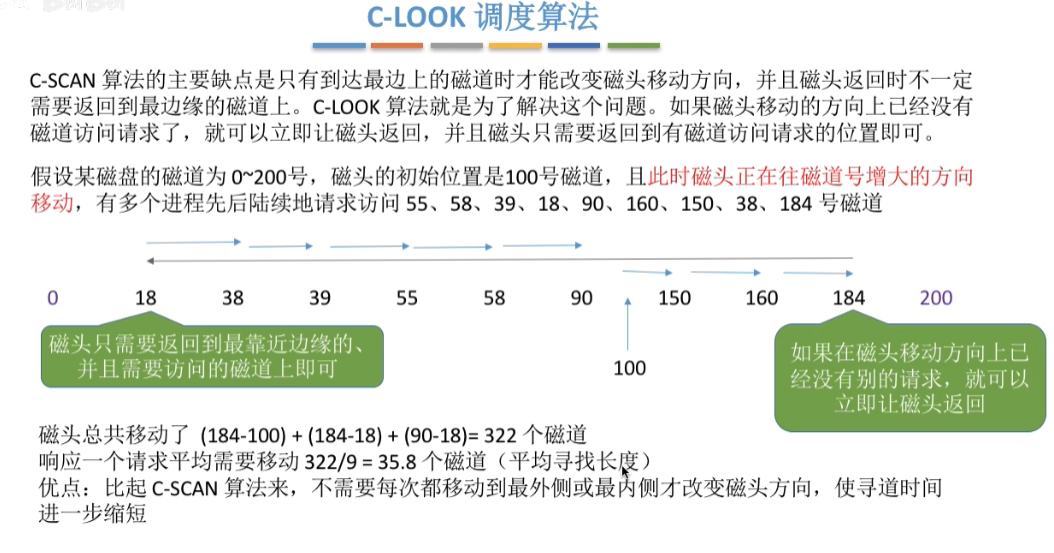 C-LOOK 调度算法
C-SCAN 算法的主要缺点是只有到达最边上的磁道时才能改变磁头移动方向，并且磁头返回时不一定
需要返回到最边缘的磁道上。C-LOOK 算法就是为了解决这个问题。如果磁头移动的方向上已经没有
磁道访问请求了，就可以立即让磁头返回，并且磁头只需要返回到有磁道访问请求的位置即可。
假设某磁盘的磁道为 0~200号，磁头的初始位置是100号磁道，且此时磁头正在往磁道号增大的方向
移动，有多个进程先后陆续地请求访问 55、58、39、18、90、160、150、38、184 号磁道
0 18 38 39 55 58 90 150 160 184 200
100
磁头只需要返回到最靠近边缘的、
并且需要访问的磁道上即可
如果在磁头移动方向上已
经没有别的请求，就可以
立即让磁头返回
磁头总共移动了 (184-100) + (184-18) + (90-18)= 322 个磁道
响应一个请求平均需要移动 322/9 = 35.8 个磁道（平均寻找长度）
优点：比起 C-SCAN 算法来，不需要每次都移动到最外侧或最内侧才改变磁头方向，使寻道时间
进一步缩短